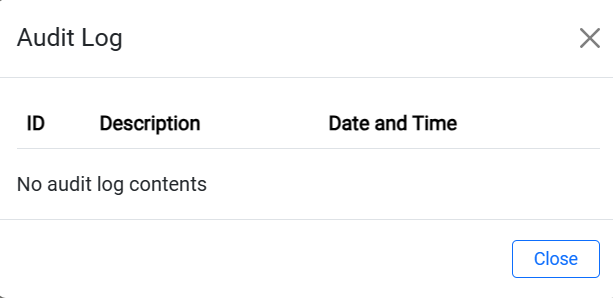 Audit Log
ID Description Date and Time
No audit log contents
Close